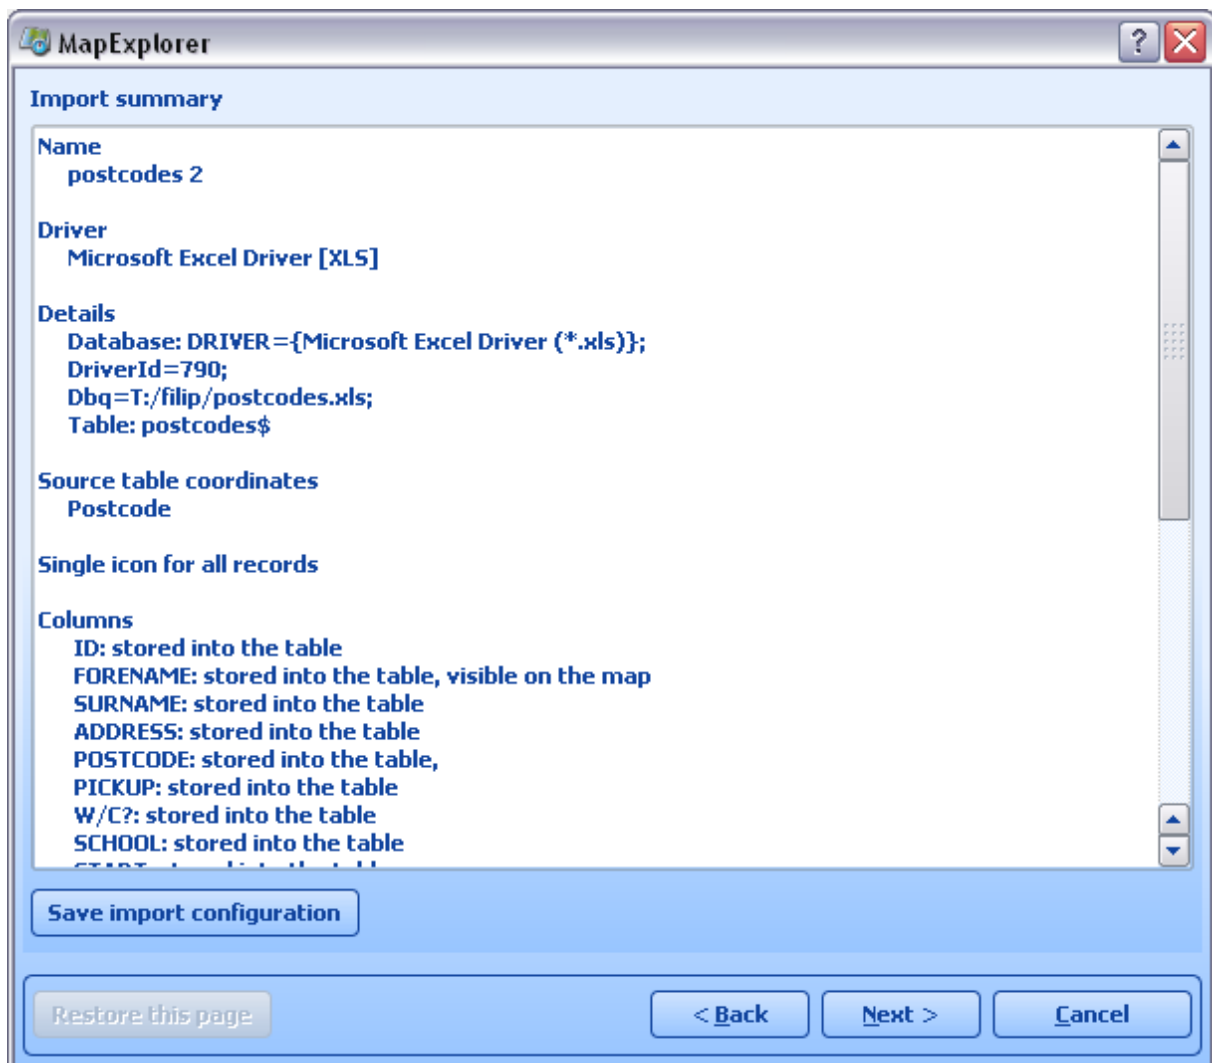 MapExplorer
Import summary
Name
postcodes 2
Driver
Microsoft Excel Driver [XLS]
Details
Database: DRIVER={Microsoft Excel Driver (*.xls)};
DriverId=790;
Dbq=T:/filip/postcodes.xls;
Table: postcodes$
Source table coordinates
Postcode
Single icon for all records
Columns
ID: stored into the table
FORENAME: stored into the table, visible on the map
SURNAME: stored into the table
ADDRESS: stored into the table
POSTCODE: stored into the table,
PICKUP: stored into the table
W/C?: stored into the table
SCHOOL: stored into the table
Save import configuration
Restore this page
< Back
Next >
Cancel